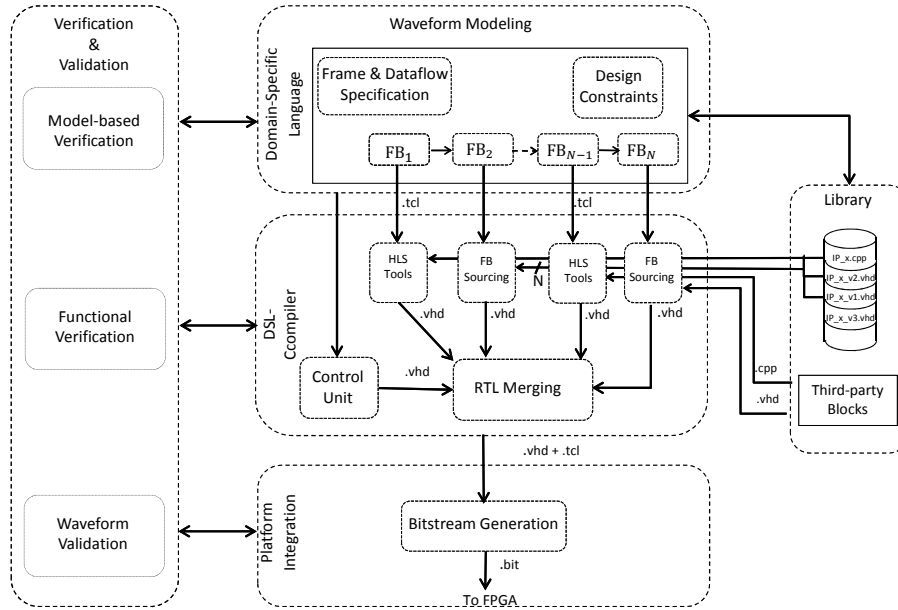 Verification
&
Validation
Model-based
Verification
Functional
Verification
Waveform
Validation
Waveform Modeling
Domain-Specific
Language
Frame & Dataflow
Specification
Design
Constraints
FB1
FB2
FBN−1
FBN
.tcl
.tcl
DSL-
Ccompiler
HLS
Tools
FB
Sourcing
HLS
Tools
FB
Sourcing
N
.vhd
.vhd
.vhd
.vhd
Control
Unit
.vhd
RTL Merging
.vhd + .tcl
Platform
Integration
Bitstream Generation
.bit
To FPGA
Library
IP_x.cpp
IP_x_v2.vhd
IP_x_v1.vhd
IP_x_v3.vhd
.cpp
.vhd
Third-party
Blocks